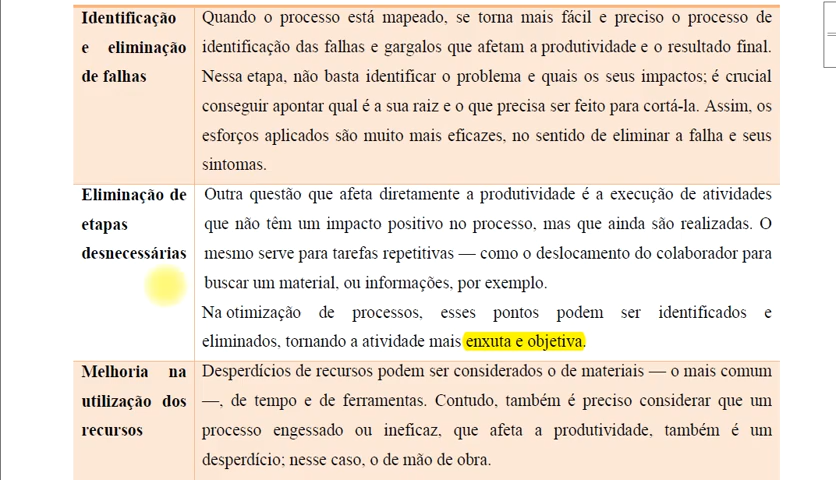 Identificação
e eliminação
de falhas
Quando o processo está mapeado, se torna mais fácil e preciso o processo de
identificação das falhas e gargalos que afetam a produtividade e o resultado final.
Nessa etapa, não basta identificar o problema e quais os seus impactos; é crucial
conseguir apontar qual é a sua raiz e o que precisa ser feito para cortá-la. Assim, os
esforços aplicados são muito mais eficazes, no sentido de eliminar a falha e seus
sintomas.
Eliminação de
etapas
desnecessárias
Outra questão que afeta diretamente a produtividade é a execução de atividades
que não têm um impacto positivo no processo, mas que ainda são realizadas. O
mesmo serve para tarefas repetitivas — como o deslocamento do colaborador para
buscar um material, ou informações, por exemplo.
Na otimização de processos, esses pontos podem ser identificados e
eliminados, tornando a atividade mais enxuta e objetiva.
Melhoria na
utilização dos
recursos
Desperdícios de recursos podem ser considerados o de materiais — o mais comum
—, de tempo e de ferramentas. Contudo, também é preciso considerar que um
processo engessado ou ineficaz, que afeta a produtividade, também é um
desperdício; nesse caso, o de mão de obra.